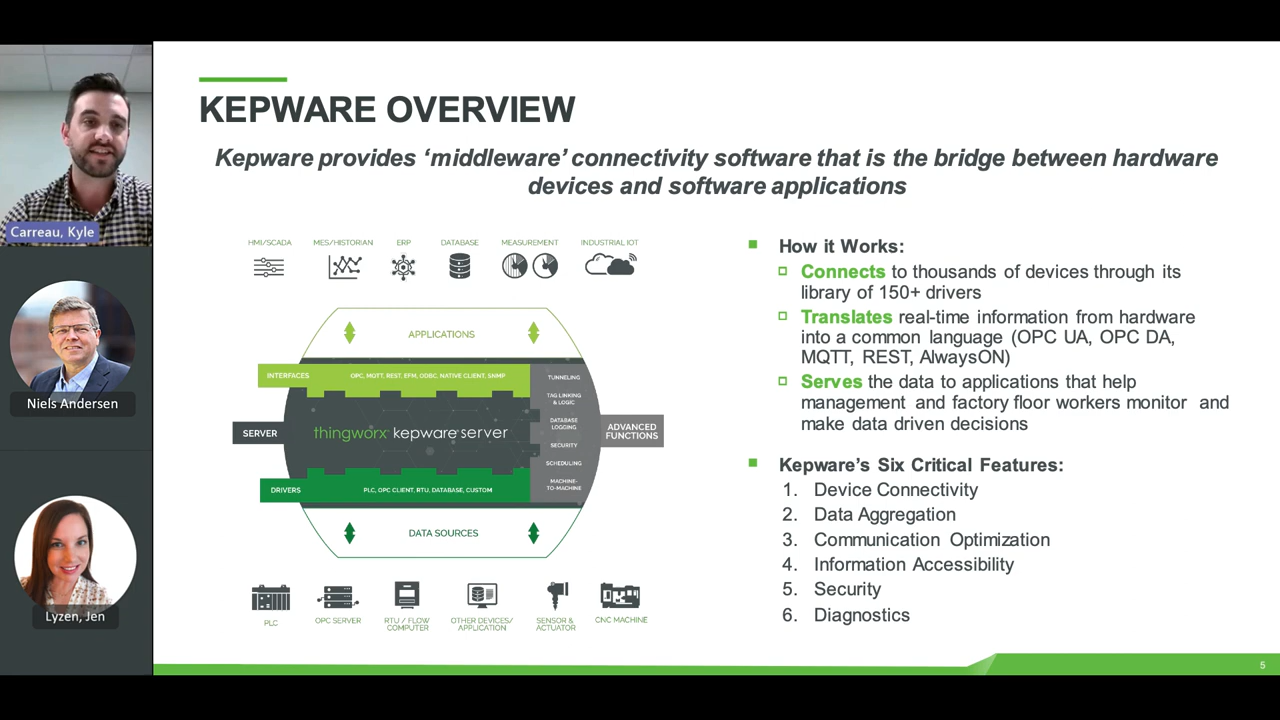 Carreau, Kyle
Niels Andersen
Lyzen, Jen
KEPWARE OVERVIEW
Kepware provides ‘middleware’ connectivity software that is the bridge between hardware
devices and software applications
HMI/SCADA
MES/HISTORIAN
ERP
DATABASE
MEASUREMENT
INDUSTRIAL IOT
APPLICATIONS
INTERFACES
OPC, MQTT, REST, EFM, ODBC, NATIVE CLIENT, SNMP
SERVER
thingworx kepware server
DRIVERS
PLC, OPC CLIENT, RTU, DATABASE, CUSTOM
TUNNELING
TAG LINKING
& LOGIC
DATABASE
LOGGING
SECURITY
SCHEDULING
MACHINE-
TO-MACHINE
ADVANCED
FUNCTIONS
DATA SOURCES
PLC
OPC SERVER
RTU / FLOW
COMPUTER
OTHER DEVICES/
APPLICATION
SENSOR &
ACTUATOR
CNC MACHINE
How it Works:
Connects to thousands of devices through its
library of 150+ drivers
Translates real-time information from hardware
into a common language (OPC UA, OPC DA,
MQTT, REST, AlwaysON)
Serves the data to applications that help
management and factory floor workers monitor and
make data driven decisions
Kepware’s Six Critical Features:
1. Device Connectivity
2. Data Aggregation
3. Communication Optimization
4. Information Accessibility
5. Security
6. Diagnostics
5